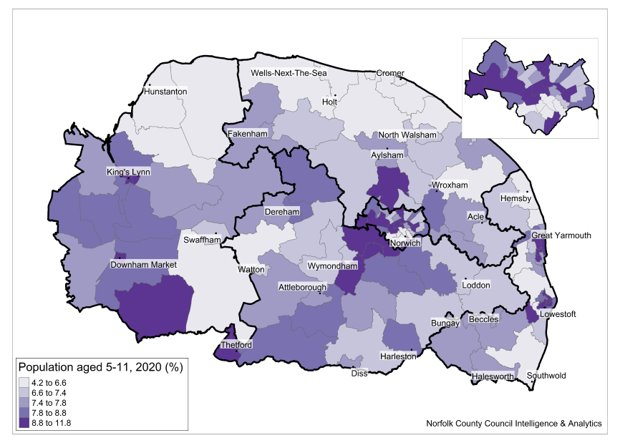 Wells-Next-The-Sea
Cromer
Hunstanton
Holt
Fakenham
North Walsham
Aylsham
King's Lynn
Wroxham
Hemsby
Dereham
Acle
Swaffham
Norwich
Great Yarmouth
Downham Market
Watton
Wymondham
Attleborough
Loddon
Lowestoft
Bungay
Beccles
Thetford
Harleston
Diss
Halesworth
Southwold
Population aged 5-11, 2020 (%)
4.2 to 6.6
6.6 to 7.4
7.4 to 7.8
7.8 to 8.8
8.8 to 11.8
Norfolk County Council Intelligence & Analytics